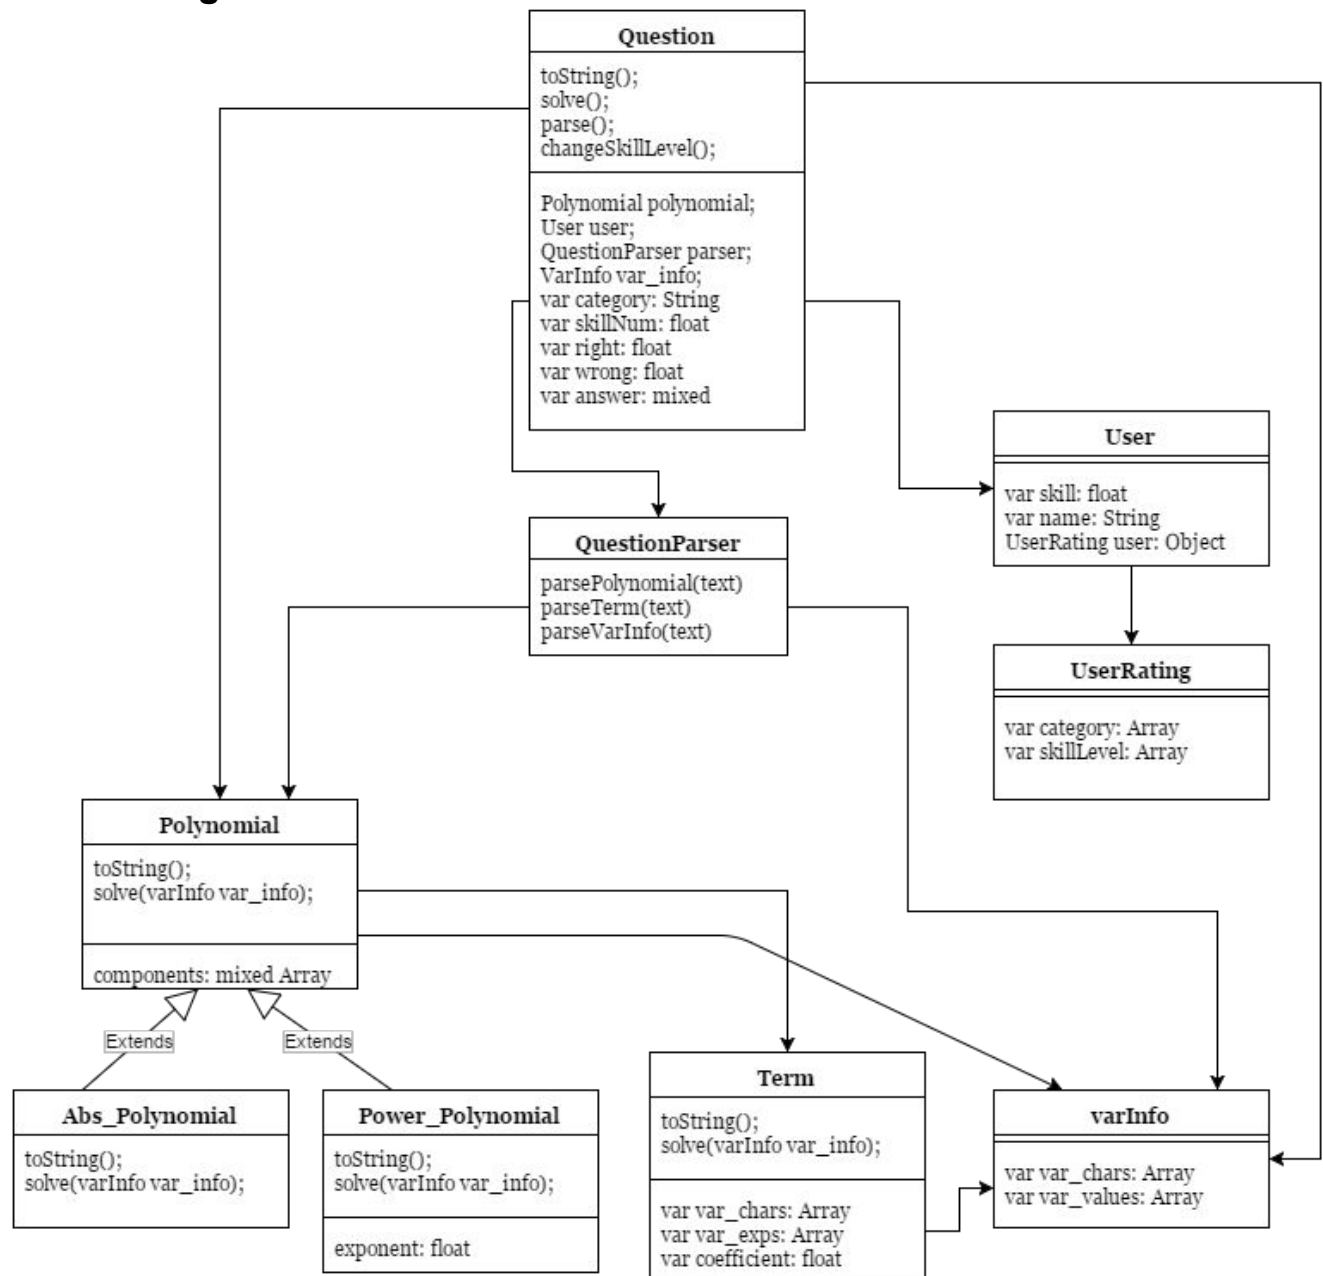 Question
toString();
solve();
parse();
changeSkillLevel();
Polynomial polynomial;
User user;
QuestionParser parser;
VarInfo var_info;
var category: String
var skillNum: float
var right: float
var wrong: float
var answer: mixed
User
var skill: float
var name: String
UserRating user: Object
QuestionParser
parsePolynomial(text)
parseTerm(text)
parseVarInfo(text)
UserRating
var category: Array
var skillLevel: Array
Polynomial
toString();
solve(varInfo var_info);
components: mixed Array
Extends
Extends
Abs_Polynomial
toString();
solve(varInfo var_info);
Power_Polynomial
toString();
solve(varInfo var_info);
exponent: float
Term
toString();
solve(varInfo var_info);
var var_chars: Array
var var_exps: Array
var coefficient: float
varInfo
var var_chars: Array
var var_values: Array